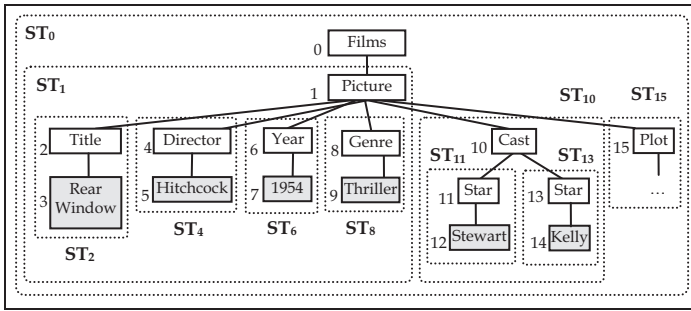 ST0
0 Films
ST1
1 Picture
ST10 ST15
2 Title 4 Director 6 Year 8 Genre 10 Cast 15 Plot
ST11 ST13
3 Rear Window 5 Hitchcock 7 1954 9 Thriller 11 Star 13 Star ...
12 Stewart 14 Kelly
ST2 ST4 ST6 ST8